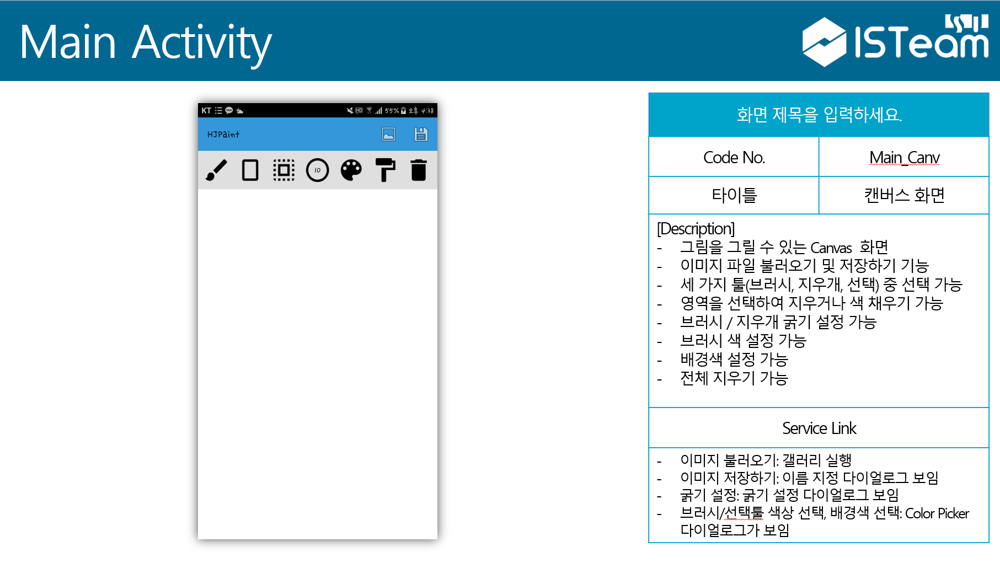 Main Activity
ISTeam
KT 55% 오후 4:38
HJPaint
10
화면 제목을 입력하세요.
Code No. Main_Canv
타이틀 캔버스 화면
[Description]
- 그림을 그릴 수 있는 Canvas 화면
- 이미지 파일 불러오기 및 저장하기 기능
- 세 가지 툴(브러시, 지우개, 선택) 중 선택 가능
- 영역을 선택하여 지우거나 색 채우기 가능
- 브러시 / 지우개 굵기 설정 가능
- 브러시 색 설정 가능
- 배경색 설정 가능
- 전체 지우기 가능
Service Link
- 이미지 불러오기: 갤러리 실행
- 이미지 저장하기: 이름 지정 다이얼로그 보임
- 굵기 설정: 굵기 설정 다이얼로그 보임
- 브러시/선택툴 색상 선택, 배경색 선택: Color Picker
다이얼로그가 보임